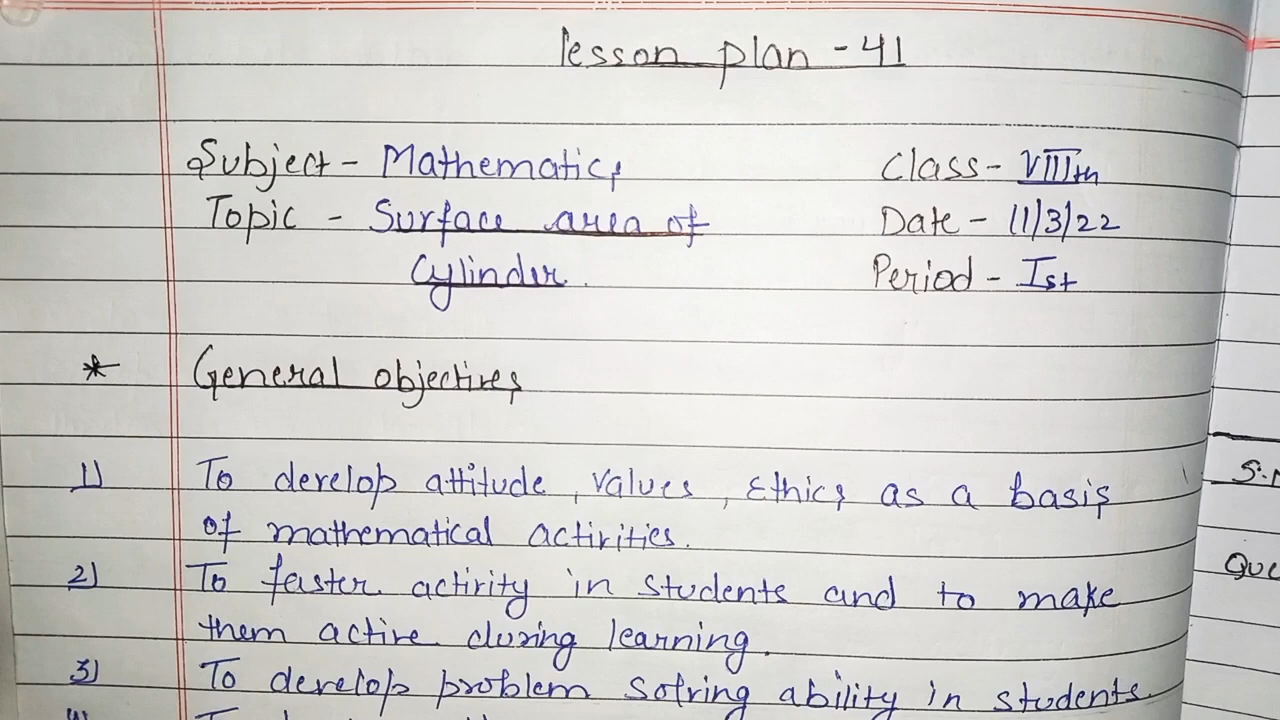 lesson plan - 41
Subject - Mathematics
Class - VIIIth
Topic - Surface area of
Date - 11/3/22
Cylinder.
Period - Ist
* General objectives
1) To develop attitude, values, Ethics as a basis
of mathematical activities.
2) To faster activity in students and to make
them active during learning.
3) To develop problem solving ability in students.
Que